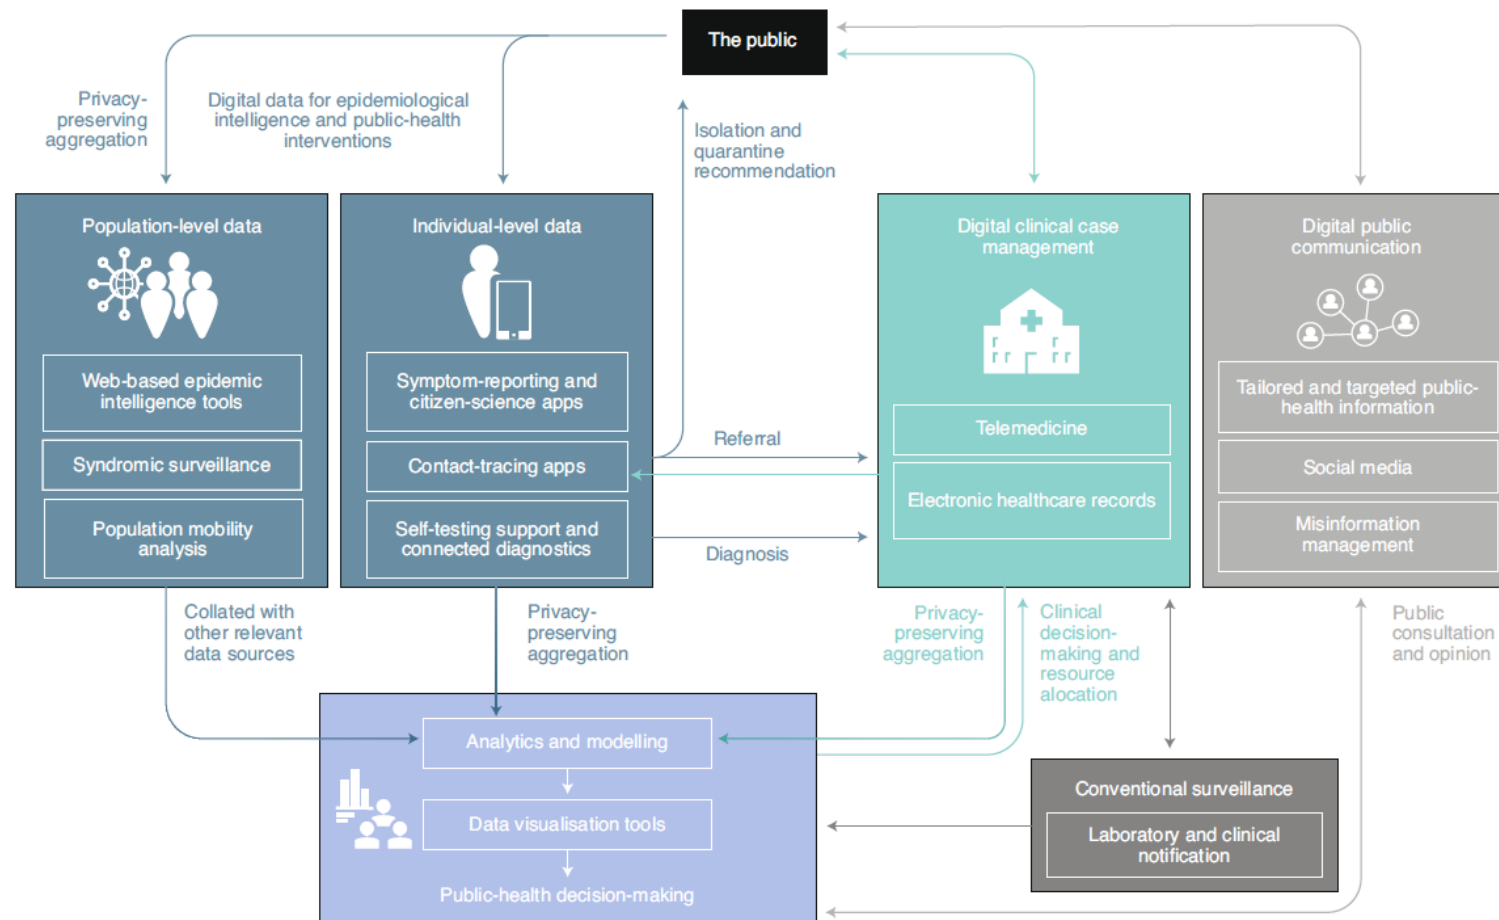 The public
Privacy-
preserving
aggregation
Digital data for epidemiological
intelligence and public-health
interventions
Isolation and
quarantine
recommendation
Population-level data
Web-based epidemic
intelligence tools
Syndromic surveillance
Population mobility
analysis
Individual-level data
Symptom-reporting and
citizen-science apps
Contact-tracing apps
Self-testing support and
connected diagnostics
Referral
Diagnosis
Digital clinical case
management
Telemedicine
Electronic healthcare records
Digital public
communication
Tailored and targeted public-
health information
Social media
Misinformation
management
Collated with
other relevant
data sources
Privacy-
preserving
aggregation
Privacy-
preserving
aggregation
Clinical
decision-
making and
resource
alocation
Public
consultation
and opinion
Analytics and modelling
Data visualisation tools
Public-health decision-making
Conventional surveillance
Laboratory and clinical
notification